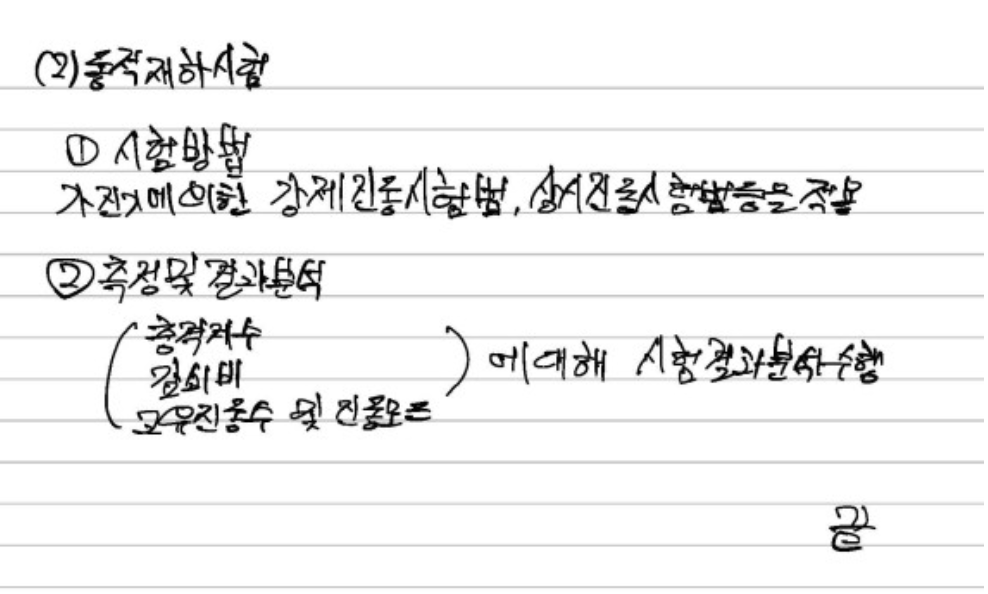 (2) 동적재하시험
① 시험방법
가진기에 의한 강제진동시험법, 상시진동시험법등을 적용
② 측정 및 결과분석
충격지수
감쇠비
에 대해 시험결과분석수행
고유진동수 및 진동모드
끝